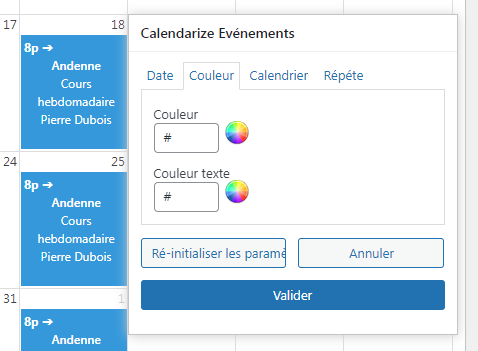 17
18
8p ➔
Andenne
Cours
hebdomadaire
Pierre Dubois
24
25
8p ➔
Andenne
Cours
hebdomadaire
Pierre Dubois
31
1
8p ➔
Andenne
Calendarize Evénements
Date Couleur Calendrier Répéte
Couleur
#
Couleur texte
#
Ré-initialiser les paramè
Annuler
Valider